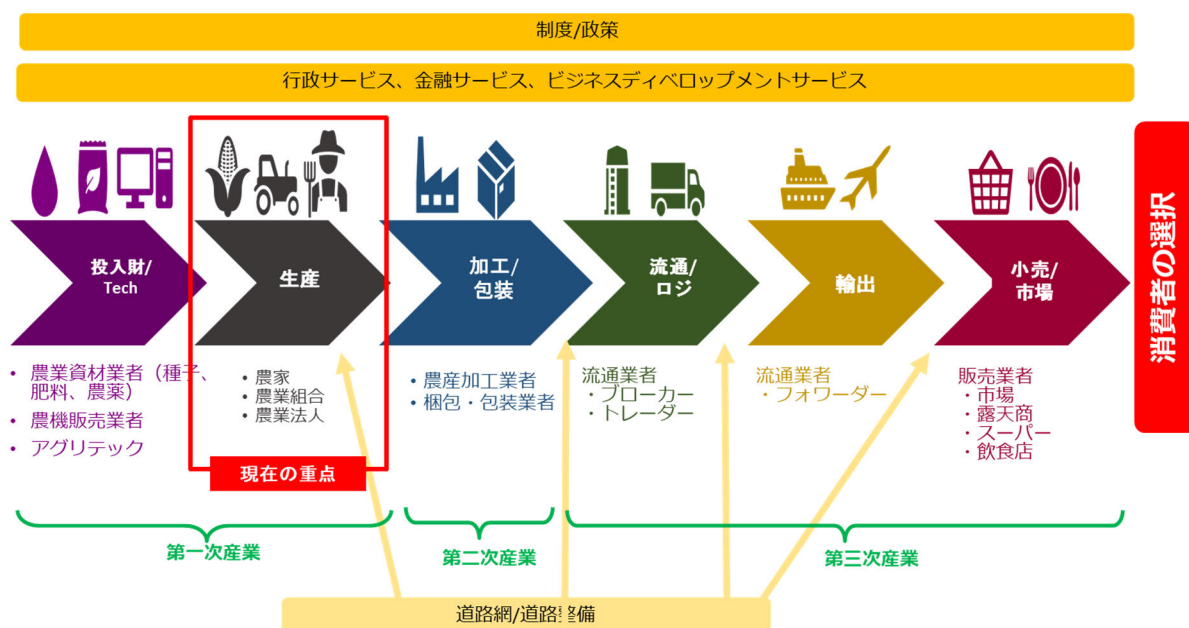 制度/政策
行政サービス、金融サービス、ビジネスディベロップメントサービス
投入財/
Tech
生産
加工/
包装
流通/
ロジ
輸出
小売/
市場
消費者の選択
• 農業資材業者（種子、
肥料、農薬）
• 農機販売業者
• アグリテック
・農家
・農業組合
・農業法人
・農産加工業者
・梱包・包装業者
流通業者
・ブローカー
・トレーダー
流通業者
・フォワーダー
販売業者
・市場
・露天商
・スーパー
・飲食店
現在の重点
第一次産業
第二次産業
第三次産業
道路網/道路整備